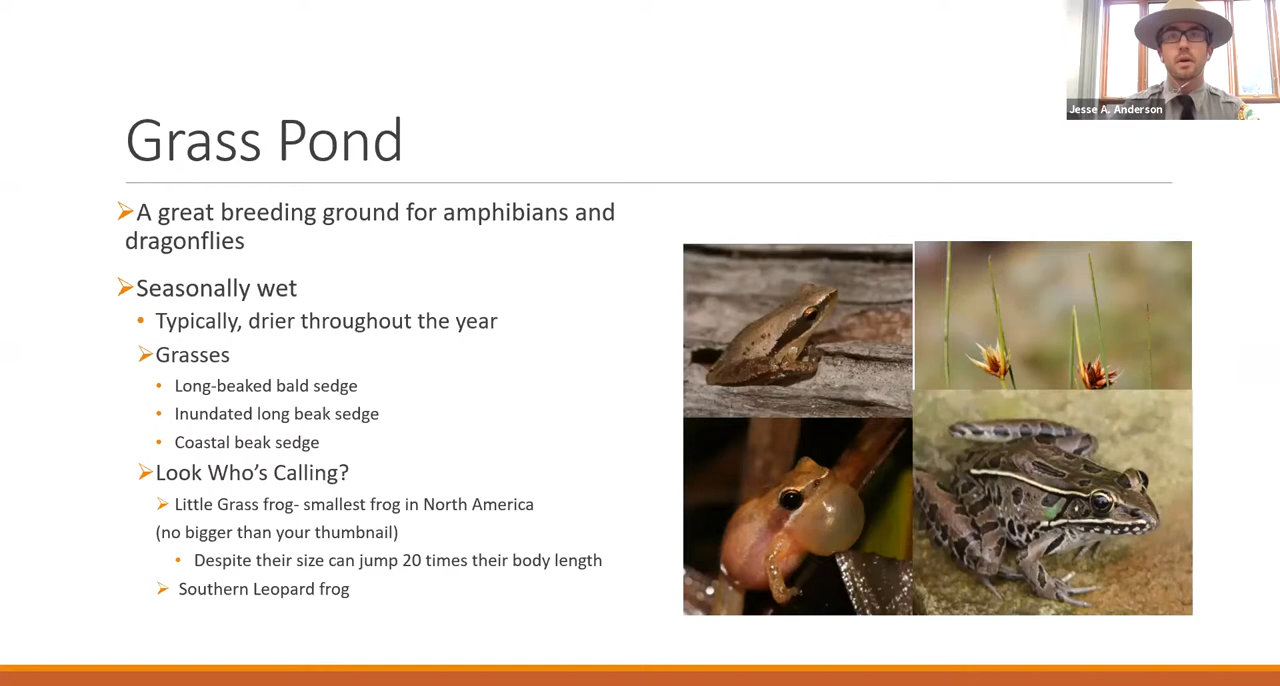 Jesse A. Anderson
Grass Pond
A great breeding ground for amphibians and
dragonflies
Seasonally wet
Typically, drier throughout the year
Grasses
Long-beaked bald sedge
Inundated long beak sedge
Coastal beak sedge
Look Who's Calling?
Little Grass frog- smallest frog in North America
(no bigger than your thumbnail)
Despite their size can jump 20 times their body length
Southern Leopard frog